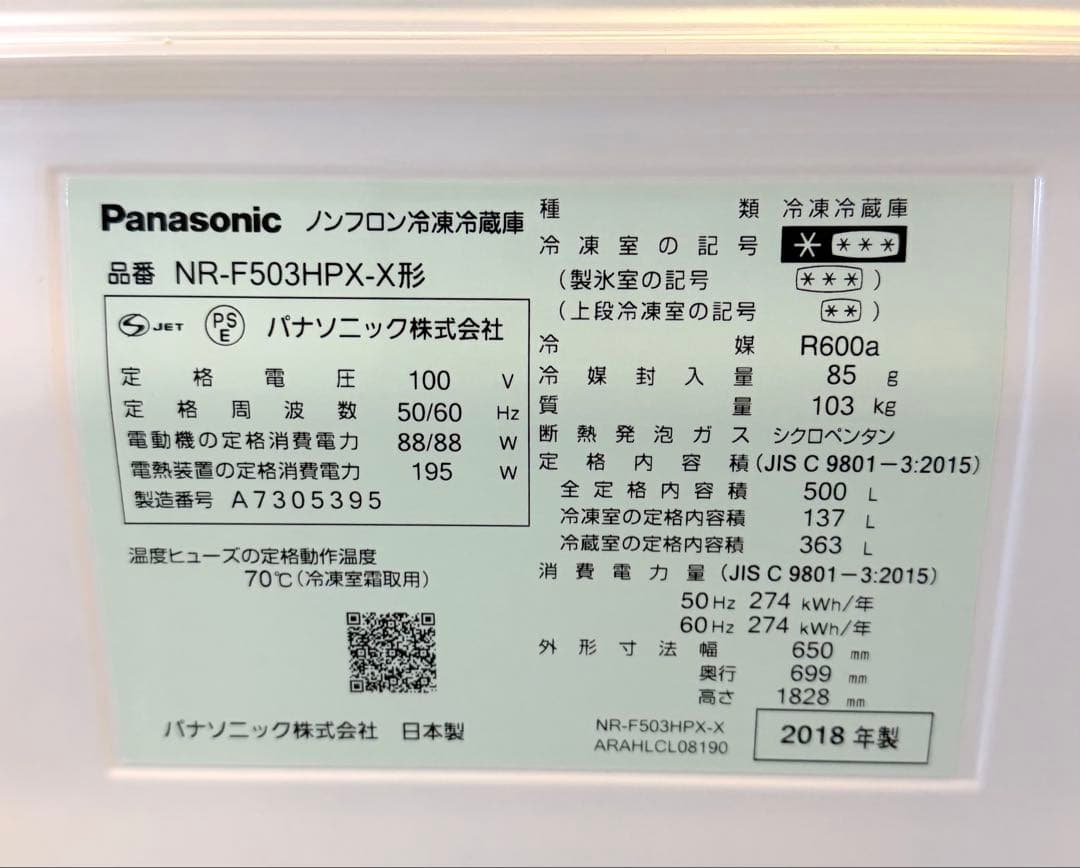 Panasonic ノンフロン冷凍冷蔵庫
品番 NR-F503HPX-X形
JET PSE パナソニック株式会社
定格電圧 100 V
定格周波数 50/60 Hz
電動機の定格消費電力 88/88 W
電熱装置の定格消費電力 195 W
製造番号 A7305395
温度ヒューズの定格動作温度
70℃(冷凍室霜取用)
パナソニック株式会社 日本製
種類 冷凍冷蔵庫
冷凍室の記号 * ***
(製氷室の記号 ***)
(上段冷凍室の記号 **)
冷媒 R600a
冷媒封入量 85 g
質量 103 kg
断熱発泡ガス シクロペンタン
定格内容積(JIS C 9801-3:2015)
全定格内容積 500 L
冷凍室の定格内容積 137 L
冷蔵室の定格内容積 363 L
消費電力量(JIS C 9801-3:2015)
50Hz 274 kWh/年
60Hz 274 kWh/年
外形寸法幅 650 mm
奥行 699 mm
高さ 1828 mm
NR-F503HPX-X
ARAHLCL08190
2018年製